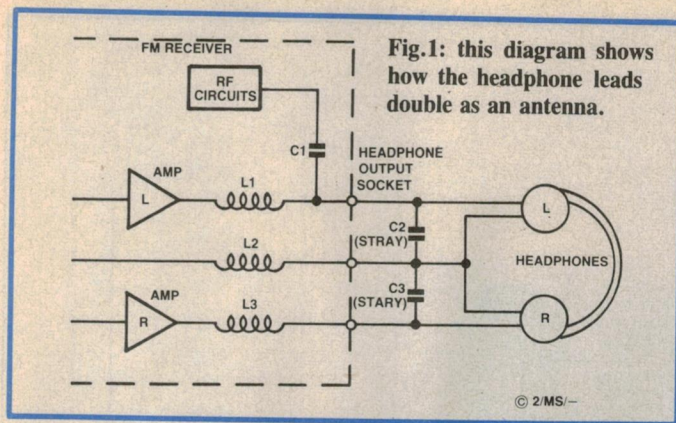 FM RECEIVER
Fig.1: this diagram shows
how the headphone leads
double as an antenna.
RF
CIRCUITS
C1
HEADPHONE
OUTPUT
SOCKET
AMP
L
L1
L
C2
(STRAY)
L2
HEADPHONES
C3
(STARY)
AMP
R
L3
R
© 2/MS/–